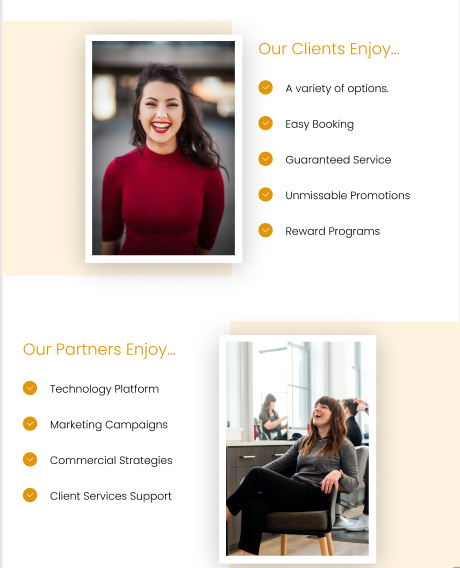 Our Clients Enjoy...
A variety of options.
Easy Booking
Guaranteed Service
Unmissable Promotions
Reward Programs
Our Partners Enjoy...
Technology Platform
Marketing Campaigns
Commercial Strategies
Client Services Support